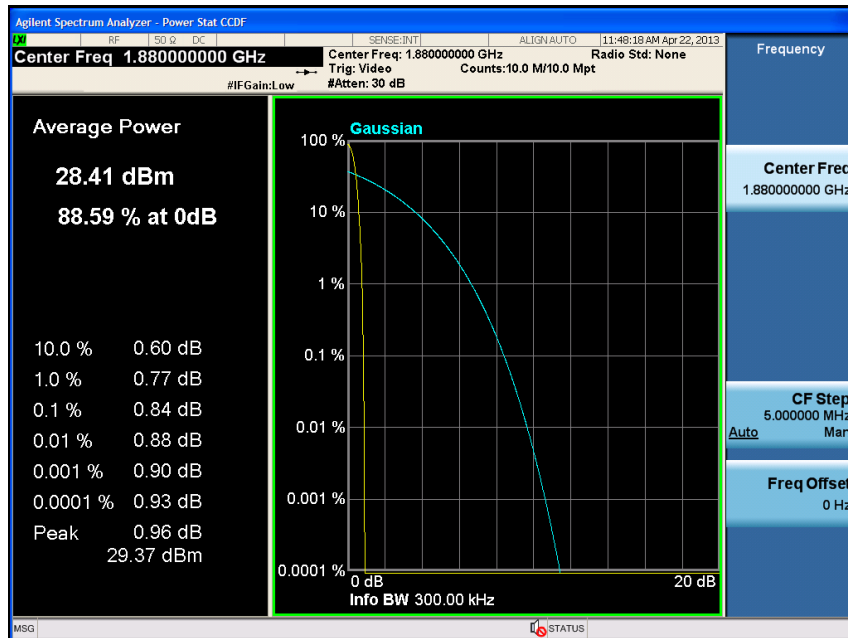 Agilent Spectrum Analyzer - Power Stat CCDF
LXI RF 50 Ω DC SENSE:INT ALIGN AUTO 11:48:18 AM Apr 22, 2013
Center Freq 1.880000000 GHz
Center Freq: 1.880000000 GHz Radio Std: None
Trig: Video Counts:10.0 M/10.0 Mpt
#IFGain:Low #Atten: 30 dB
Frequency
Average Power
28.41 dBm
88.59 % at 0dB
10.0 % 0.60 dB
1.0 % 0.77 dB
0.1 % 0.84 dB
0.01 % 0.88 dB
0.001 % 0.90 dB
0.0001 % 0.93 dB
Peak 0.96 dB
29.37 dBm
Gaussian
100 %
10 %
1 %
0.1 %
0.01 %
0.001 %
0.0001 %
0 dB 20 dB
Info BW 300.00 kHz
Center Freq
1.880000000 GHz
CF Step
5.000000 MHz
Auto Man
Freq Offset
0 Hz
MSG STATUS